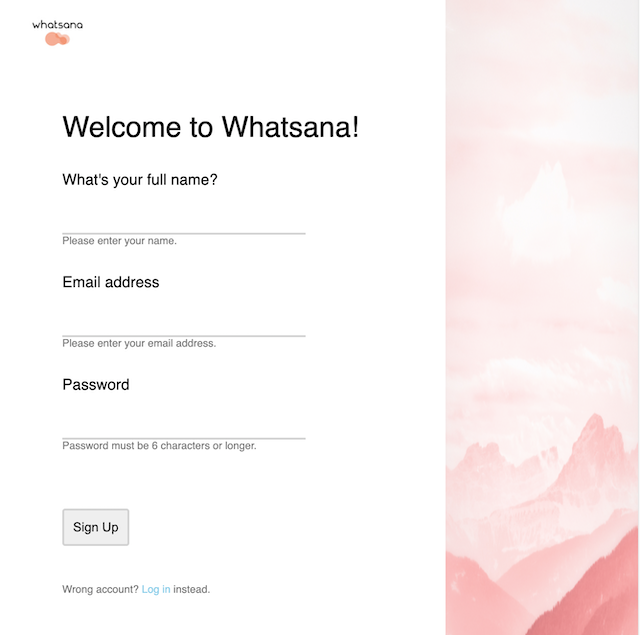 whatsana
Welcome to Whatsana!
What's your full name?
Please enter your name.
Email address
Please enter your email address.
Password
Password must be 6 characters or longer.
Sign Up
Wrong account? Log in instead.